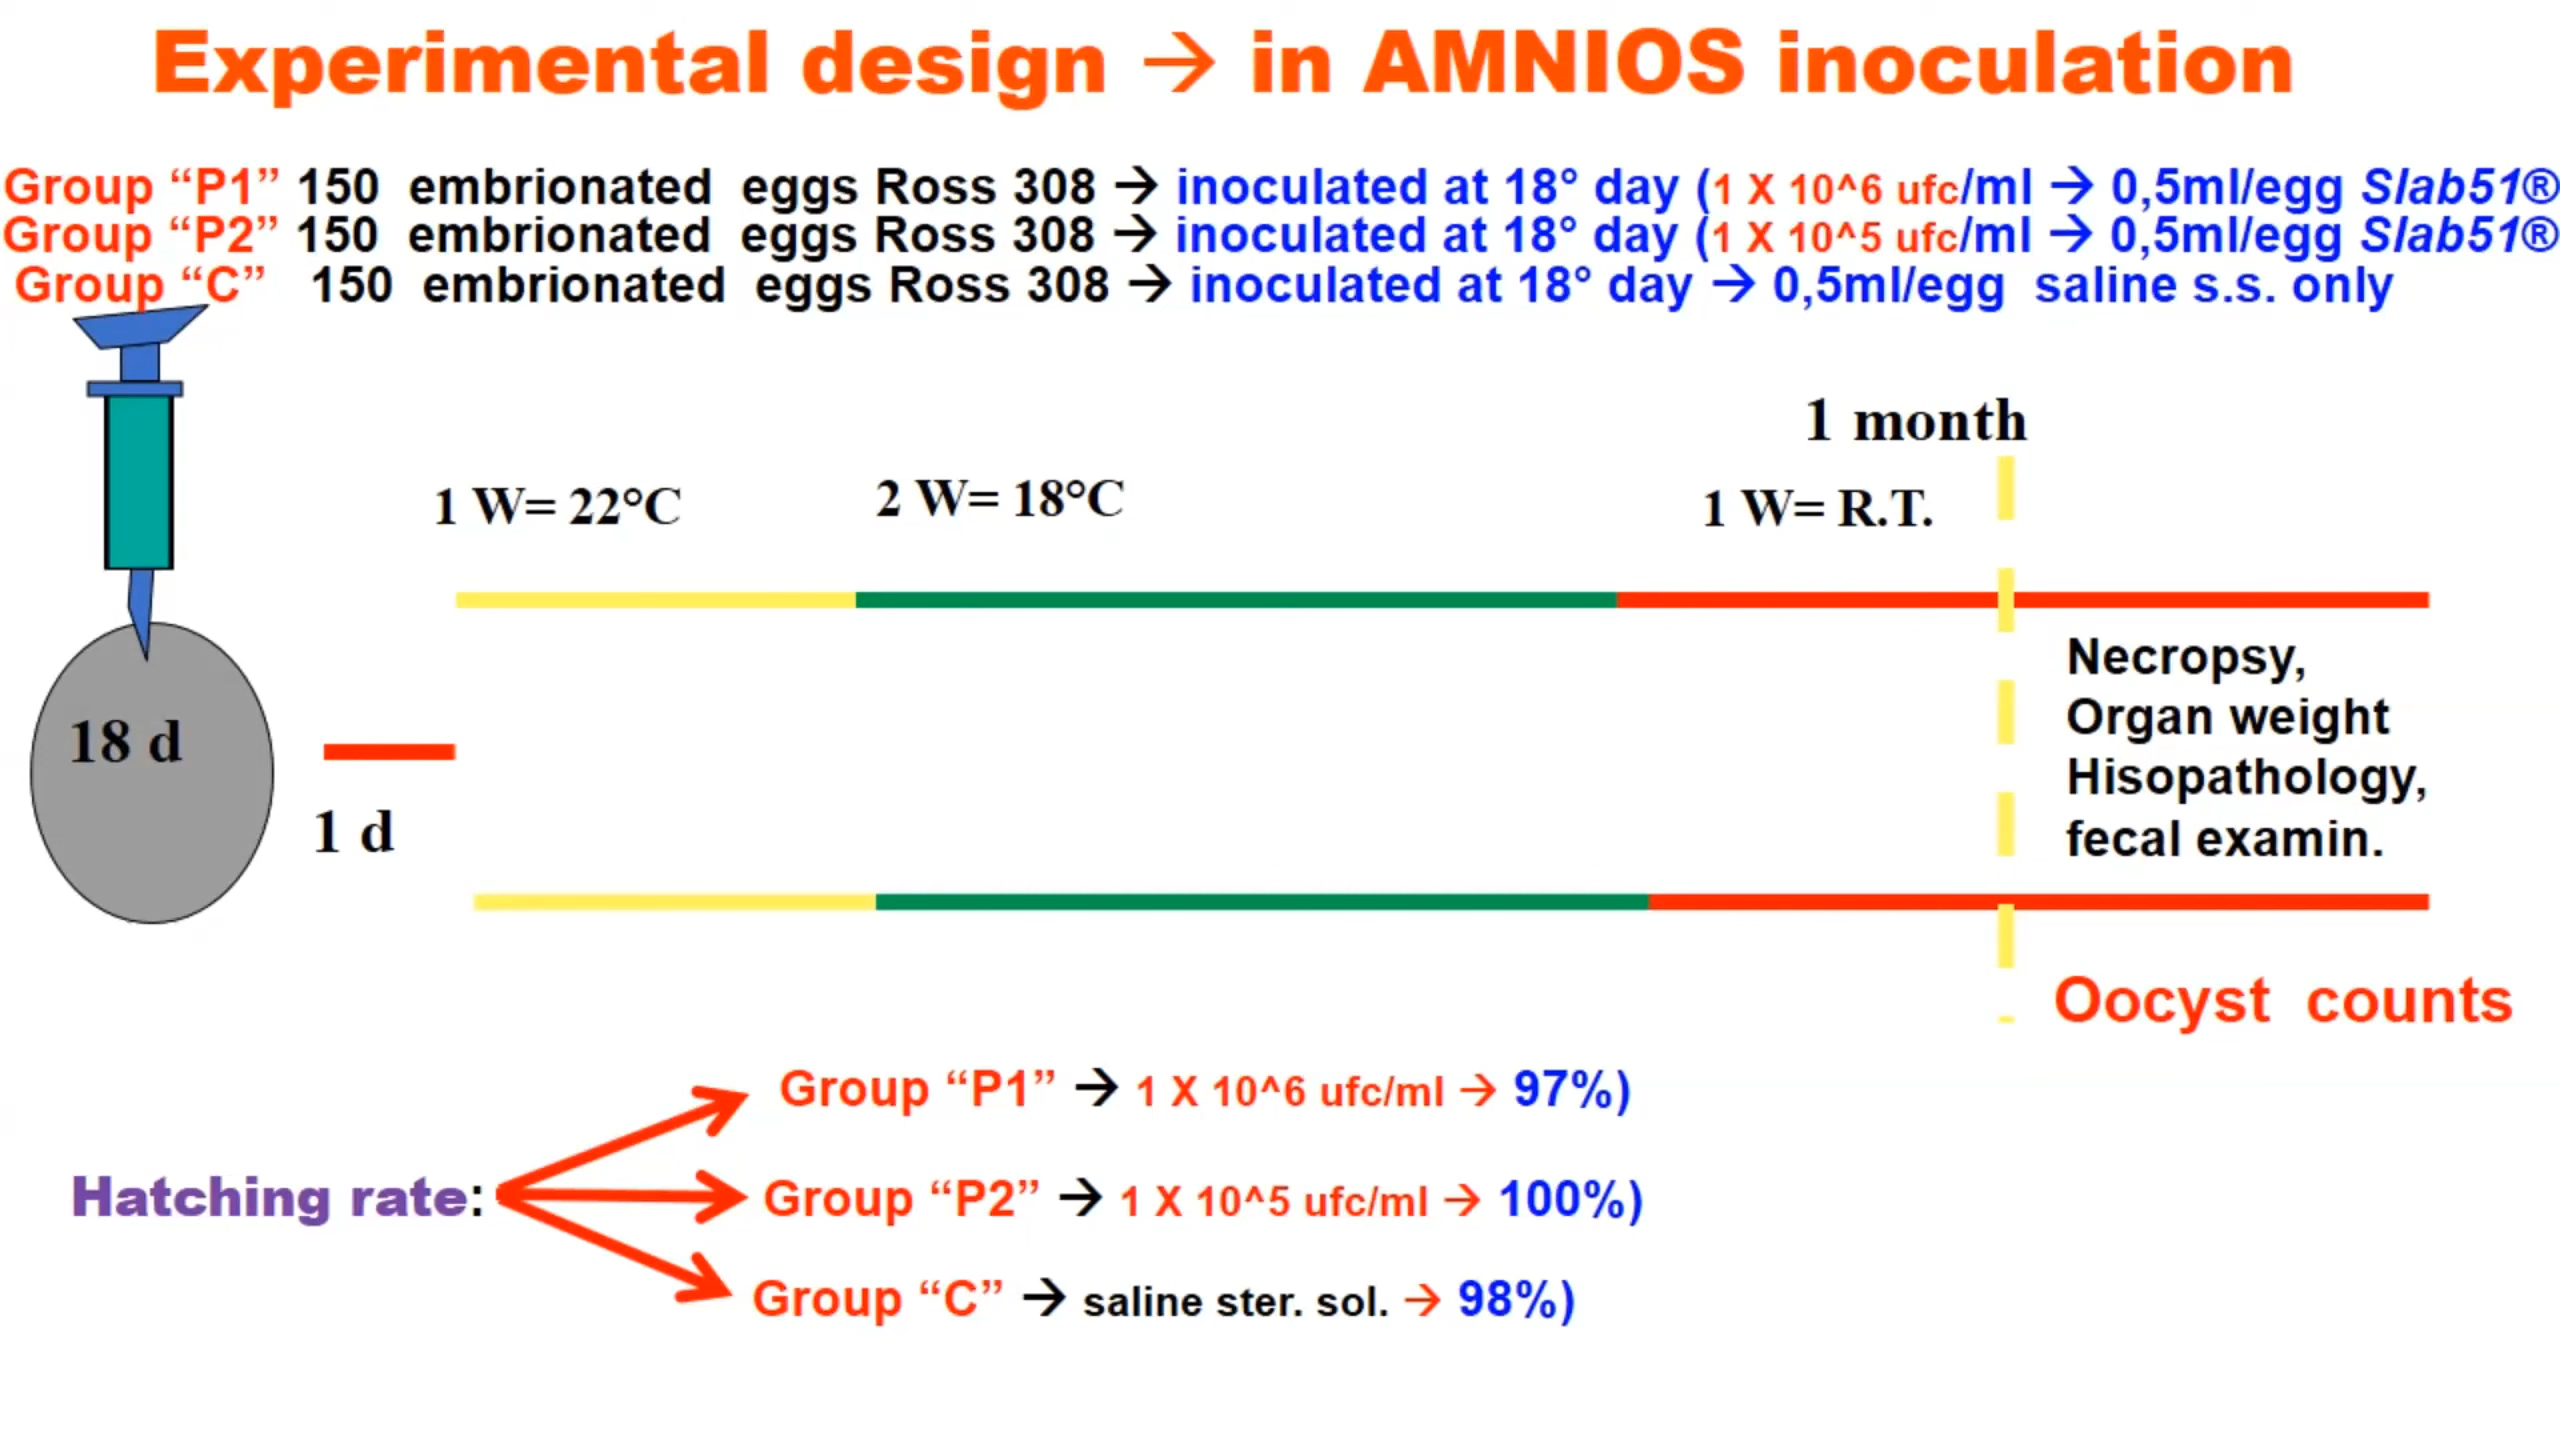 Experimental design → in AMNIOS inoculation
Group “P1” 150 embrionated eggs Ross 308 → inoculated at 18° day (1 X 10^6 ufc/ml → 0,5ml/egg Slab51®
Group “P2” 150 embrionated eggs Ross 308 → inoculated at 18° day (1 X 10^5 ufc/ml → 0,5ml/egg Slab51®
Group “C” 150 embrionated eggs Ross 308 → inoculated at 18° day → 0,5ml/egg saline s.s. only
1 month
1 W= 22°C
2 W= 18°C
1 W= R.T.
18 d
1 d
Necropsy,
Organ weight
Hisopathology,
fecal examin.
Oocyst counts
Hatching rate:
Group “P1” → 1 X 10^6 ufc/ml → 97%)
Group “P2” → 1 X 10^5 ufc/ml → 100%)
Group “C” → saline ster. sol. → 98%)